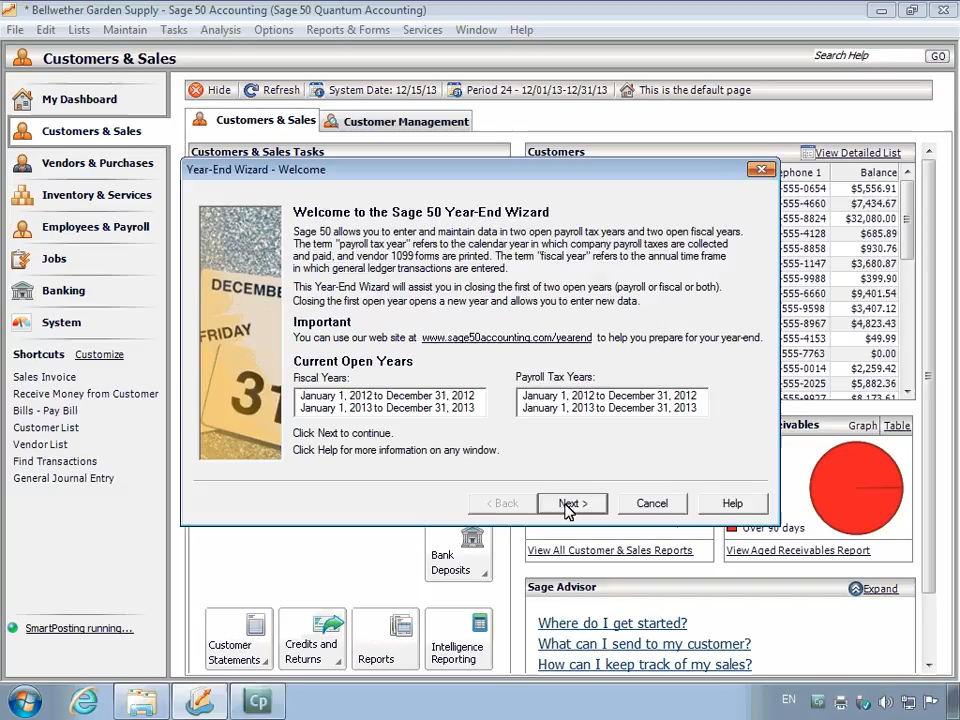 * Bellwether Garden Supply - Sage 50 Accounting (Sage 50 Quantum Accounting)
File Edit Lists Maintain Tasks Analysis Options Reports & Forms Services Window Help
Customers & Sales
Search Help GO
My Dashboard
Customers & Sales
Vendors & Purchases
Inventory & Services
Employees & Payroll
Jobs
Banking
System
Shortcuts Customize
Sales Invoice
Receive Money from Customer
Bills - Pay Bill
Customer List
Vendor List
Find Transactions
General Journal Entry
SmartPosting running...
Hide Refresh System Date: 12/15/13 Period 24 - 12/01/13-12/31/13 This is the default page
Customers & Sales Customer Management
Customers & Sales Tasks
Customers View Detailed List
ephone 1 Balance
-555-0654 $5,556.91
-555-4660 $7,434.67
-555-8824 $32,080.00
-555-4128 $685.89
-555-8858 $930.76
-555-1147 $3,680.87
-555-9988 $399.90
-555-6660 $9,401.54
-555-9598 $3,407.12
-555-8967 $4,823.43
-555-2635 $49.99
-555-7763 $0.00
-555-0014 $2,259.42
-555-2025 $5,882.36
$8,173.61
Year-End Wizard - Welcome
Welcome to the Sage 50 Year-End Wizard
Sage 50 allows you to enter and maintain data in two open payroll tax years and two open fiscal years.
The term "payroll tax year" refers to the calendar year in which company payroll taxes are collected
and paid, and vendor 1099 forms are printed. The term "fiscal year" refers to the annual time frame
in which general ledger transactions are entered.
This Year-End Wizard will assist you in closing the first of two open years (payroll or fiscal or both).
Closing the first open year opens a new year and allows you to enter new data.
Important
You can use our web site at www.sage50accounting.com/yearend to help you prepare for your year-end.
Current Open Years
Fiscal Years: Payroll Tax Years:
January 1, 2012 to December 31, 2012 January 1, 2012 to December 31, 2012
January 1, 2013 to December 31, 2013 January 1, 2013 to December 31, 2013
Click Next to continue.
Click Help for more information on any window.
DECEMBE
FRIDAY
31
< Back Next > Cancel Help
eivables Graph Table
Over 90 days
View All Customer & Sales Reports View Aged Receivables Report
Bank
Deposits
Customer
Statements
Credits and
Returns
Reports
Intelligence
Reporting
Sage Advisor Expand
Where do I get started?
What can I send to my customer?
How can I keep track of my sales?
Cp
EN Cp